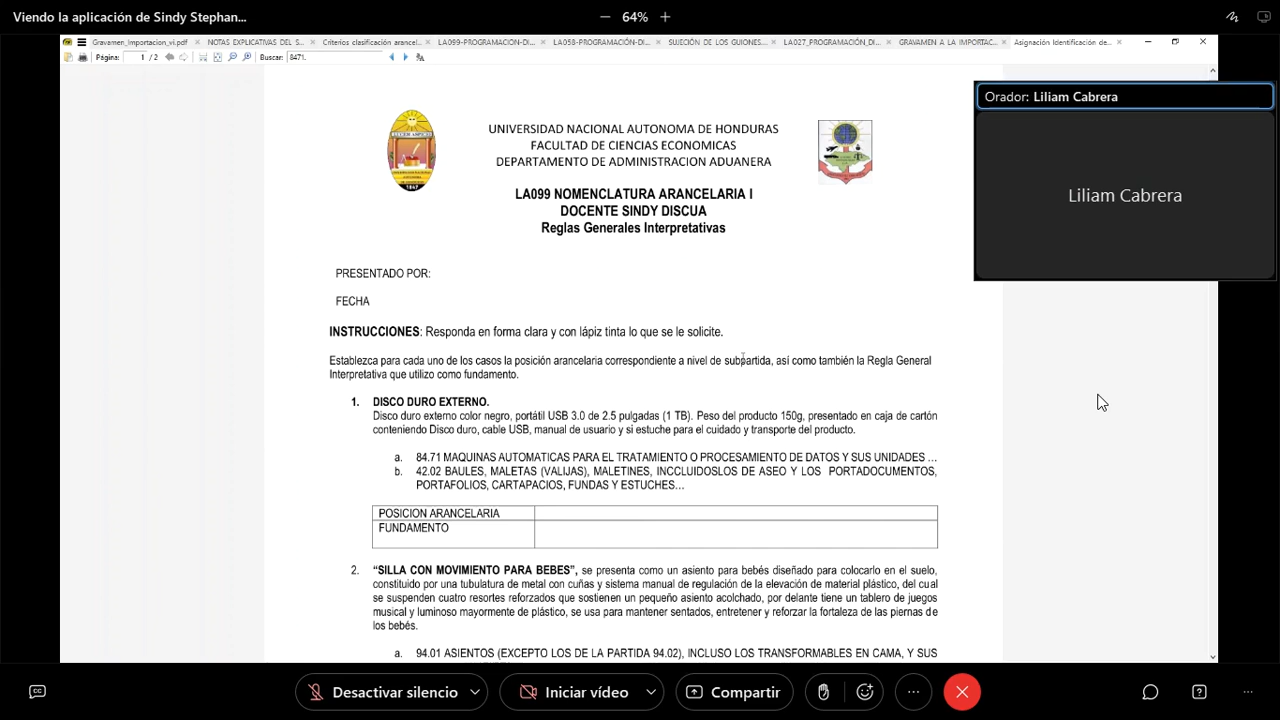 Viendo la aplicación de Sindy Stephan...
64%
Gravamen_Importacion_vi.pdf
NOTAS EXPLICATIVAS DEL S...
Criterios clasificación arancel...
LA099-PROGRAMACION-DI...
LA058-PROGRAMACIÓN-DI...
SUJECIÓN DE LOS GUIONES...
LA027_PROGRAMACIÓN_DI...
GRAVAMEN A LA IMPORTAC...
Asignación Identificación de...
Página: 1 / 2 Buscar: 8471.
Orador: Liliam Cabrera
Liliam Cabrera
UNIVERSIDAD NACIONAL AUTONOMA DE HONDURAS
FACULTAD DE CIENCIAS ECONOMICAS
DEPARTAMENTO DE ADMINISTRACION ADUANERA
LA099 NOMENCLATURA ARANCELARIA I
DOCENTE SINDY DISCUA
Reglas Generales Interpretativas
PRESENTADO POR:
FECHA
INSTRUCCIONES: Responda en forma clara y con lápiz tinta lo que se le solicite.
Establezca para cada uno de los casos la posición arancelaria correspondiente a nivel de subpartida, así como también la Regla General
Interpretativa que utilizo como fundamento.
1. DISCO DURO EXTERNO.
Disco duro externo color negro, portátil USB 3.0 de 2.5 pulgadas (1 TB). Peso del producto 150g, presentado en caja de cartón
conteniendo Disco duro, cable USB, manual de usuario y si estuche para el cuidado y transporte del producto.
a. 84.71 MAQUINAS AUTOMATICAS PARA EL TRATAMIENTO O PROCESAMIENTO DE DATOS Y SUS UNIDADES ...
b. 42.02 BAULES, MALETAS (VALIJAS), MALETINES, INCCLUIDOSLOS DE ASEO Y LOS PORTADOCUMENTOS,
PORTAFOLIOS, CARTAPACIOS, FUNDAS Y ESTUCHES...
POSICION ARANCELARIA
FUNDAMENTO
2. "SILLA CON MOVIMIENTO PARA BEBES", se presenta como un asiento para bebés diseñado para colocarlo en el suelo,
constituido por una tubulatura de metal con cuñas y sistema manual de regulación de la elevación de material plástico, del cual
se suspenden cuatro resortes reforzados que sostienen un pequeño asiento acolchado, por delante tiene un tablero de juegos
musical y luminoso mayormente de plástico, se usa para mantener sentados, entretener y reforzar la fortaleza de las piernas de
los bebés.
a. 94.01 ASIENTOS (EXCEPTO LOS DE LA PARTIDA 94.02), INCLUSO LOS TRANSFORMABLES EN CAMA, Y SUS
Desactivar silencio
Iniciar vídeo
Compartir